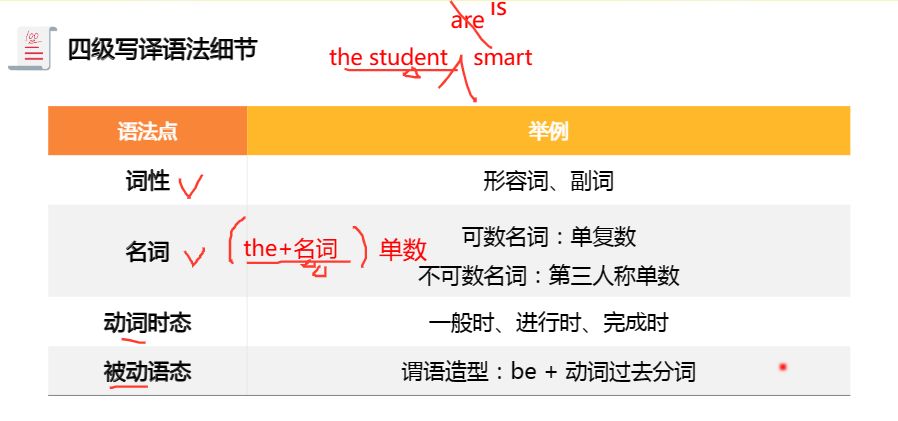 are is
the student smart
100
四级写译语法细节
语法点 举例
词性 形容词、副词
名词 (the+名词) 单数 可数名词：单复数
不可数名词：第三人称单数
动词时态 一般时、进行时、完成时
被动语态 谓语造型：be + 动词过去分词